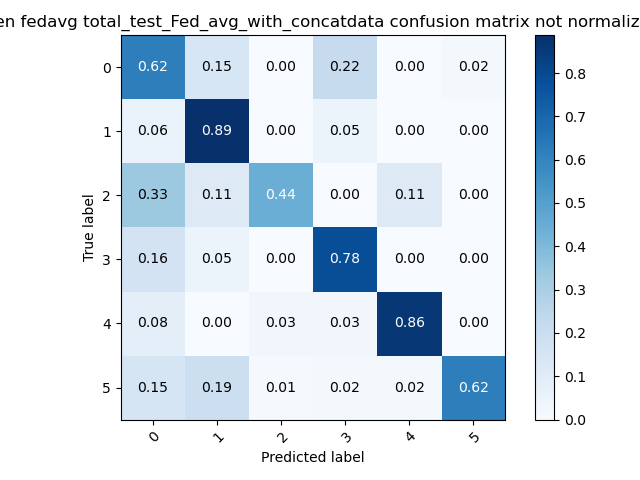 en fedavg total_test_Fed_avg_with_concatdata confusion matrix not normaliz
0 0.62 0.15 0.00 0.22 0.00 0.02
1 0.06 0.89 0.00 0.05 0.00 0.00
2 0.33 0.11 0.44 0.00 0.11 0.00
3 0.16 0.05 0.00 0.78 0.00 0.00
4 0.08 0.00 0.03 0.03 0.86 0.00
5 0.15 0.19 0.01 0.02 0.02 0.62
0 1 2 3 4 5
True label
Predicted label
0.8
0.7
0.6
0.5
0.4
0.3
0.2
0.1
0.0